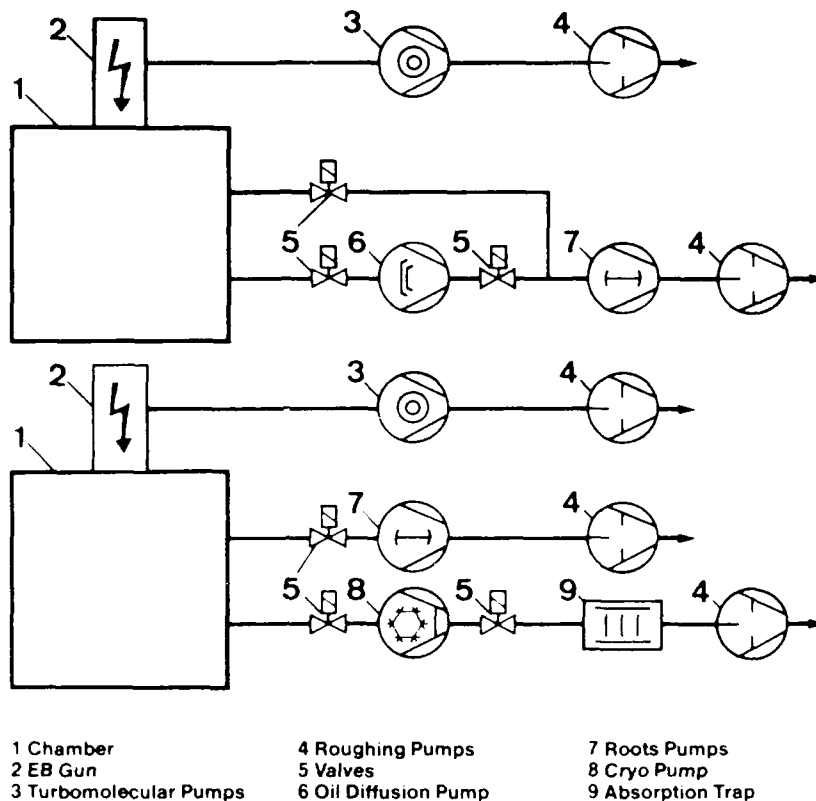 2
3
4
1
5
6
5
7
4
2
3
4
1
7
4
5
8
5
9
4
1 Chamber
2 EB Gun
3 Turbomolecular Pumps
4 Roughing Pumps
5 Valves
6 Oil Diffusion Pump
7 Roots Pumps
8 Cryo Pump
9 Absorption Trap